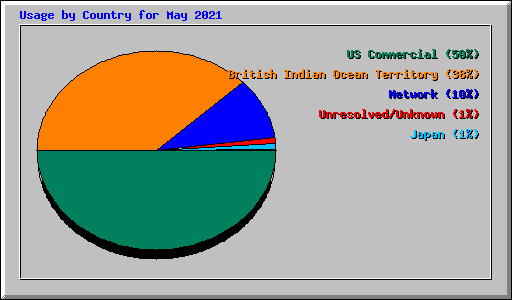 Usage by Country for May 2021
US Commercial (50%)
British Indian Ocean Territory (38%)
Network (10%)
Unresolved/Unknown (1%)
Japan (1%)